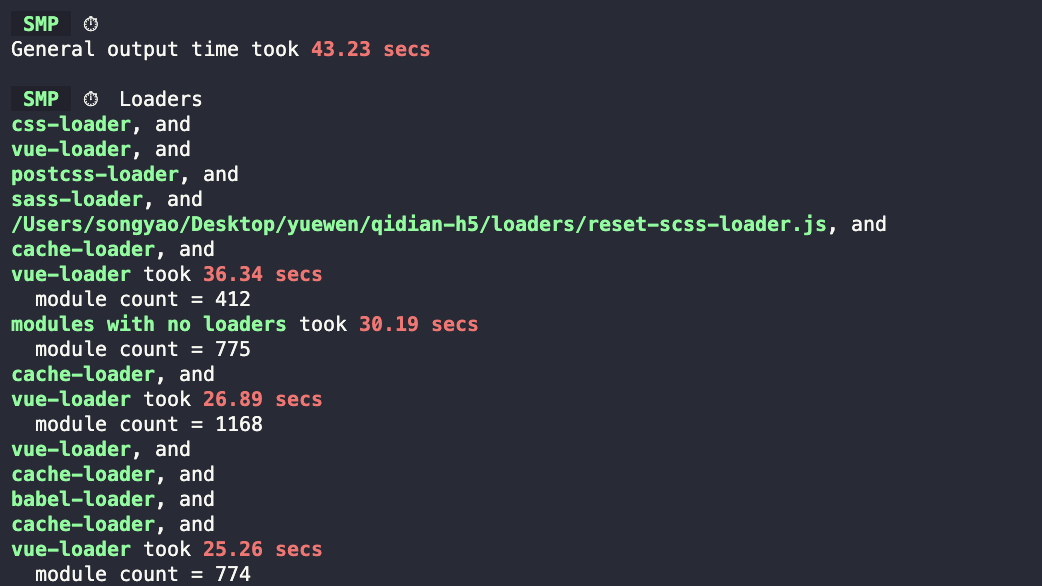 SMP ⏱
General output time took 43.23 secs
SMP ⏱ Loaders
css-loader, and
vue-loader, and
postcss-loader, and
sass-loader, and
/Users/songyao/Desktop/yuewen/qidian-h5/loaders/reset-scss-loader.js, and
cache-loader, and
vue-loader took 36.34 secs
module count = 412
modules with no loaders took 30.19 secs
module count = 775
cache-loader, and
vue-loader took 26.89 secs
module count = 1168
vue-loader, and
cache-loader, and
babel-loader, and
cache-loader, and
vue-loader took 25.26 secs
module count = 774